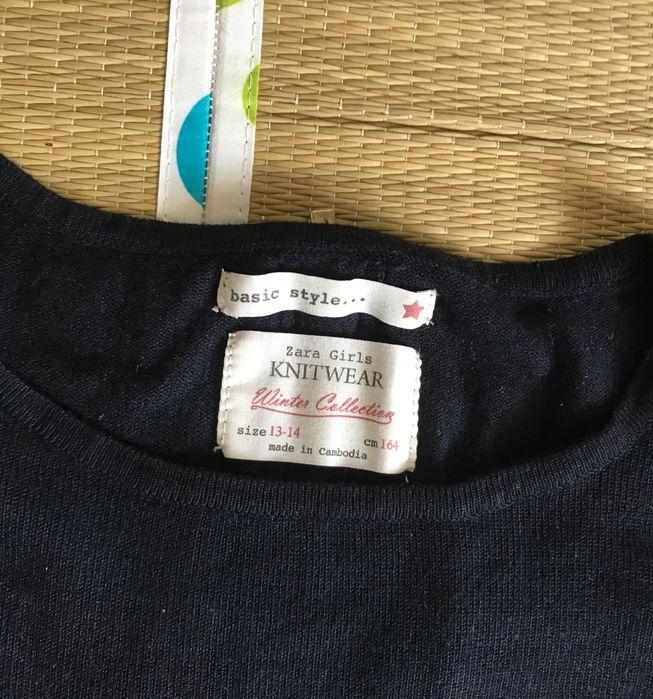 basic style...
Zara Girls
KNITWEAR
Winter Collection
size 13-14 cm 164
made in Cambodia